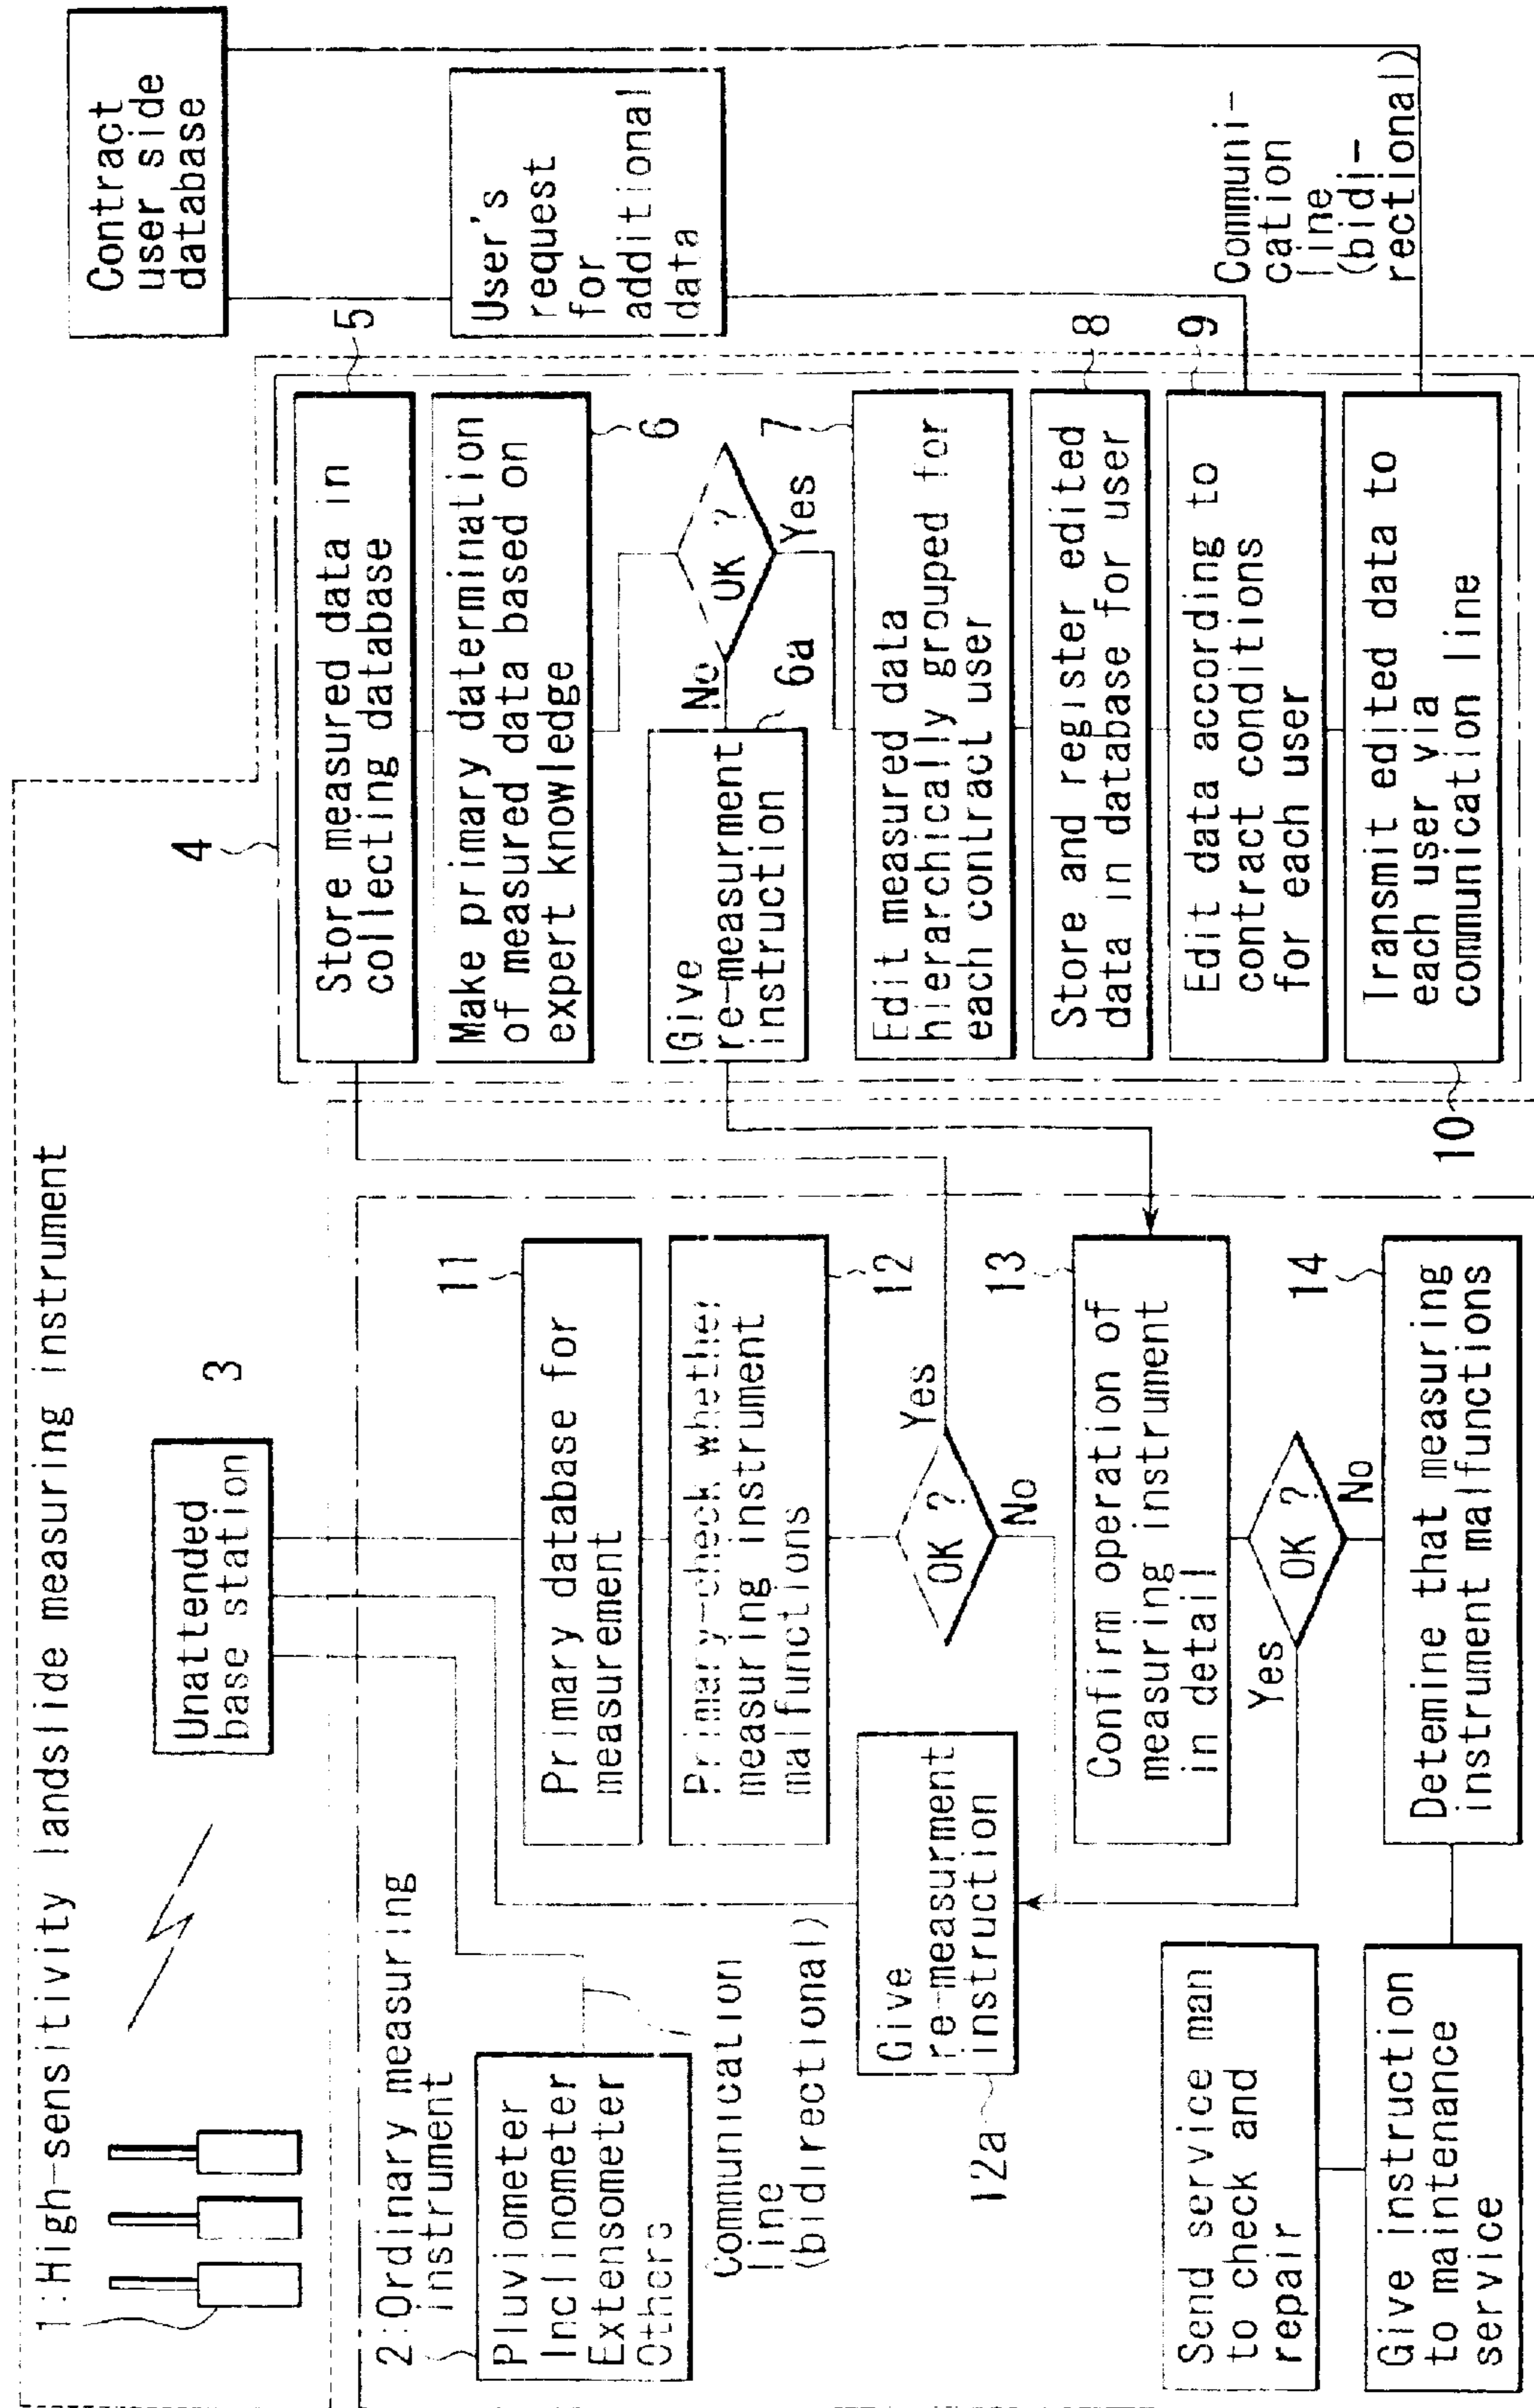 1:High-sensitivity landslide measuring instrument
2:Ordinary measuring
instrument
Pluviometer
Inclinometer
Extensometer
Others
Communication
line
(bidirectional)
Unattended
base station
3
Primary database for
measurement
11
Primary-check whether
measuring instrument
malfunctions
12
OK ?
Yes
No
Give
re-measurment
instruction
12a
Confirm operation of
measuring instrument
in detail
13
OK ?
Yes
No
Detemine that measuring
instrument malfunctions
14
Give instruction
to maintenance
service
Send service man
to check and
repair
4
Store measured data in
collecting database
5
Make primary datermination
of measured data based on
expert knowledge
6
OK ?
No
Yes
Give
re-measurment
instruction
6a
Edit measured data
hierarchically grouped for
each contract user
7
Store and register edited
data in database for user
8
Edit data according to
contract conditions
for each user
9
Transmit edited data to
each user via
communication line
10
Contract
user side
database
User's
request
for
additional
data
Communi-
cation
line
(bidi-
rectional)